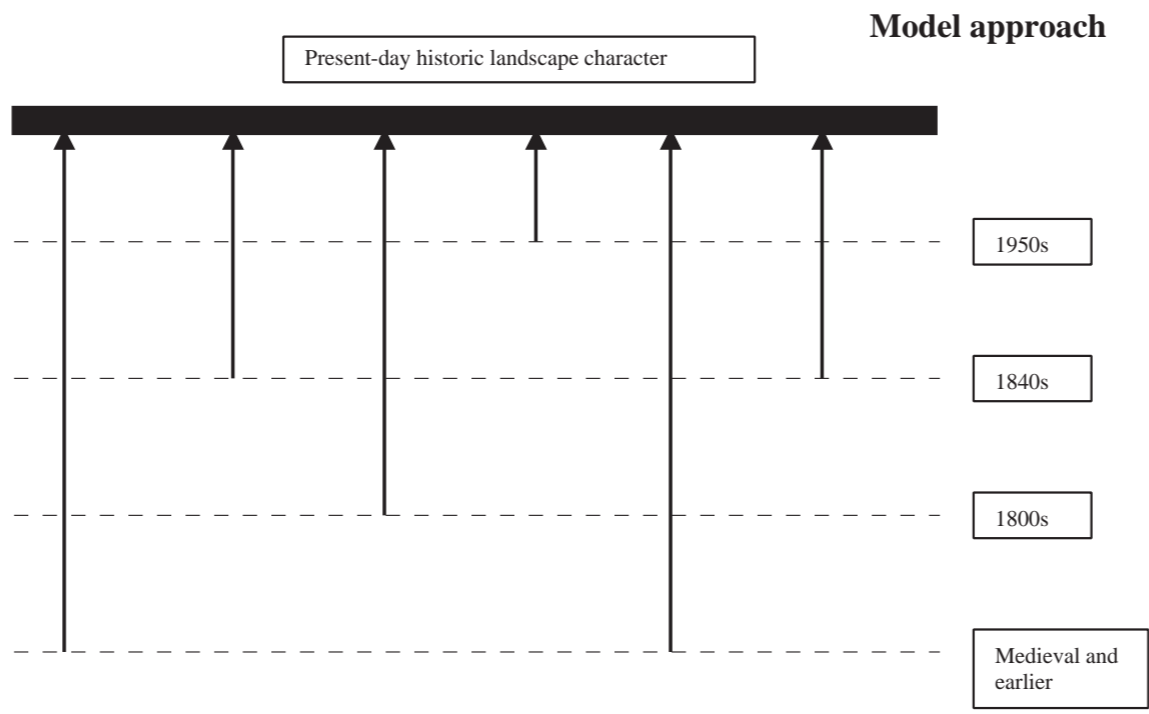 Model approach
Present-day historic landscape character
1950s
1840s
1800s
Medieval and
earlier